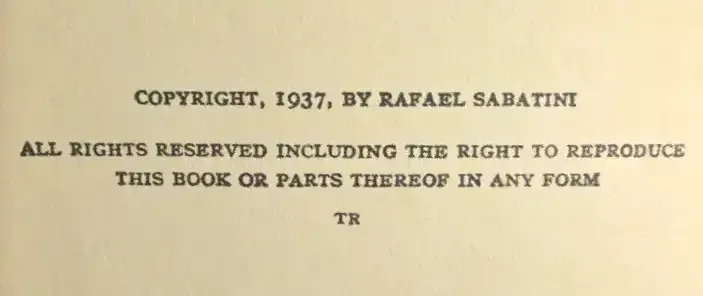 COPYRIGHT, 1937, BY RAFAEL SABATINI
ALL RIGHTS RESERVED INCLUDING THE RIGHT TO REPRODUCE
THIS BOOK OR PARTS THEREOF IN ANY FORM
TR